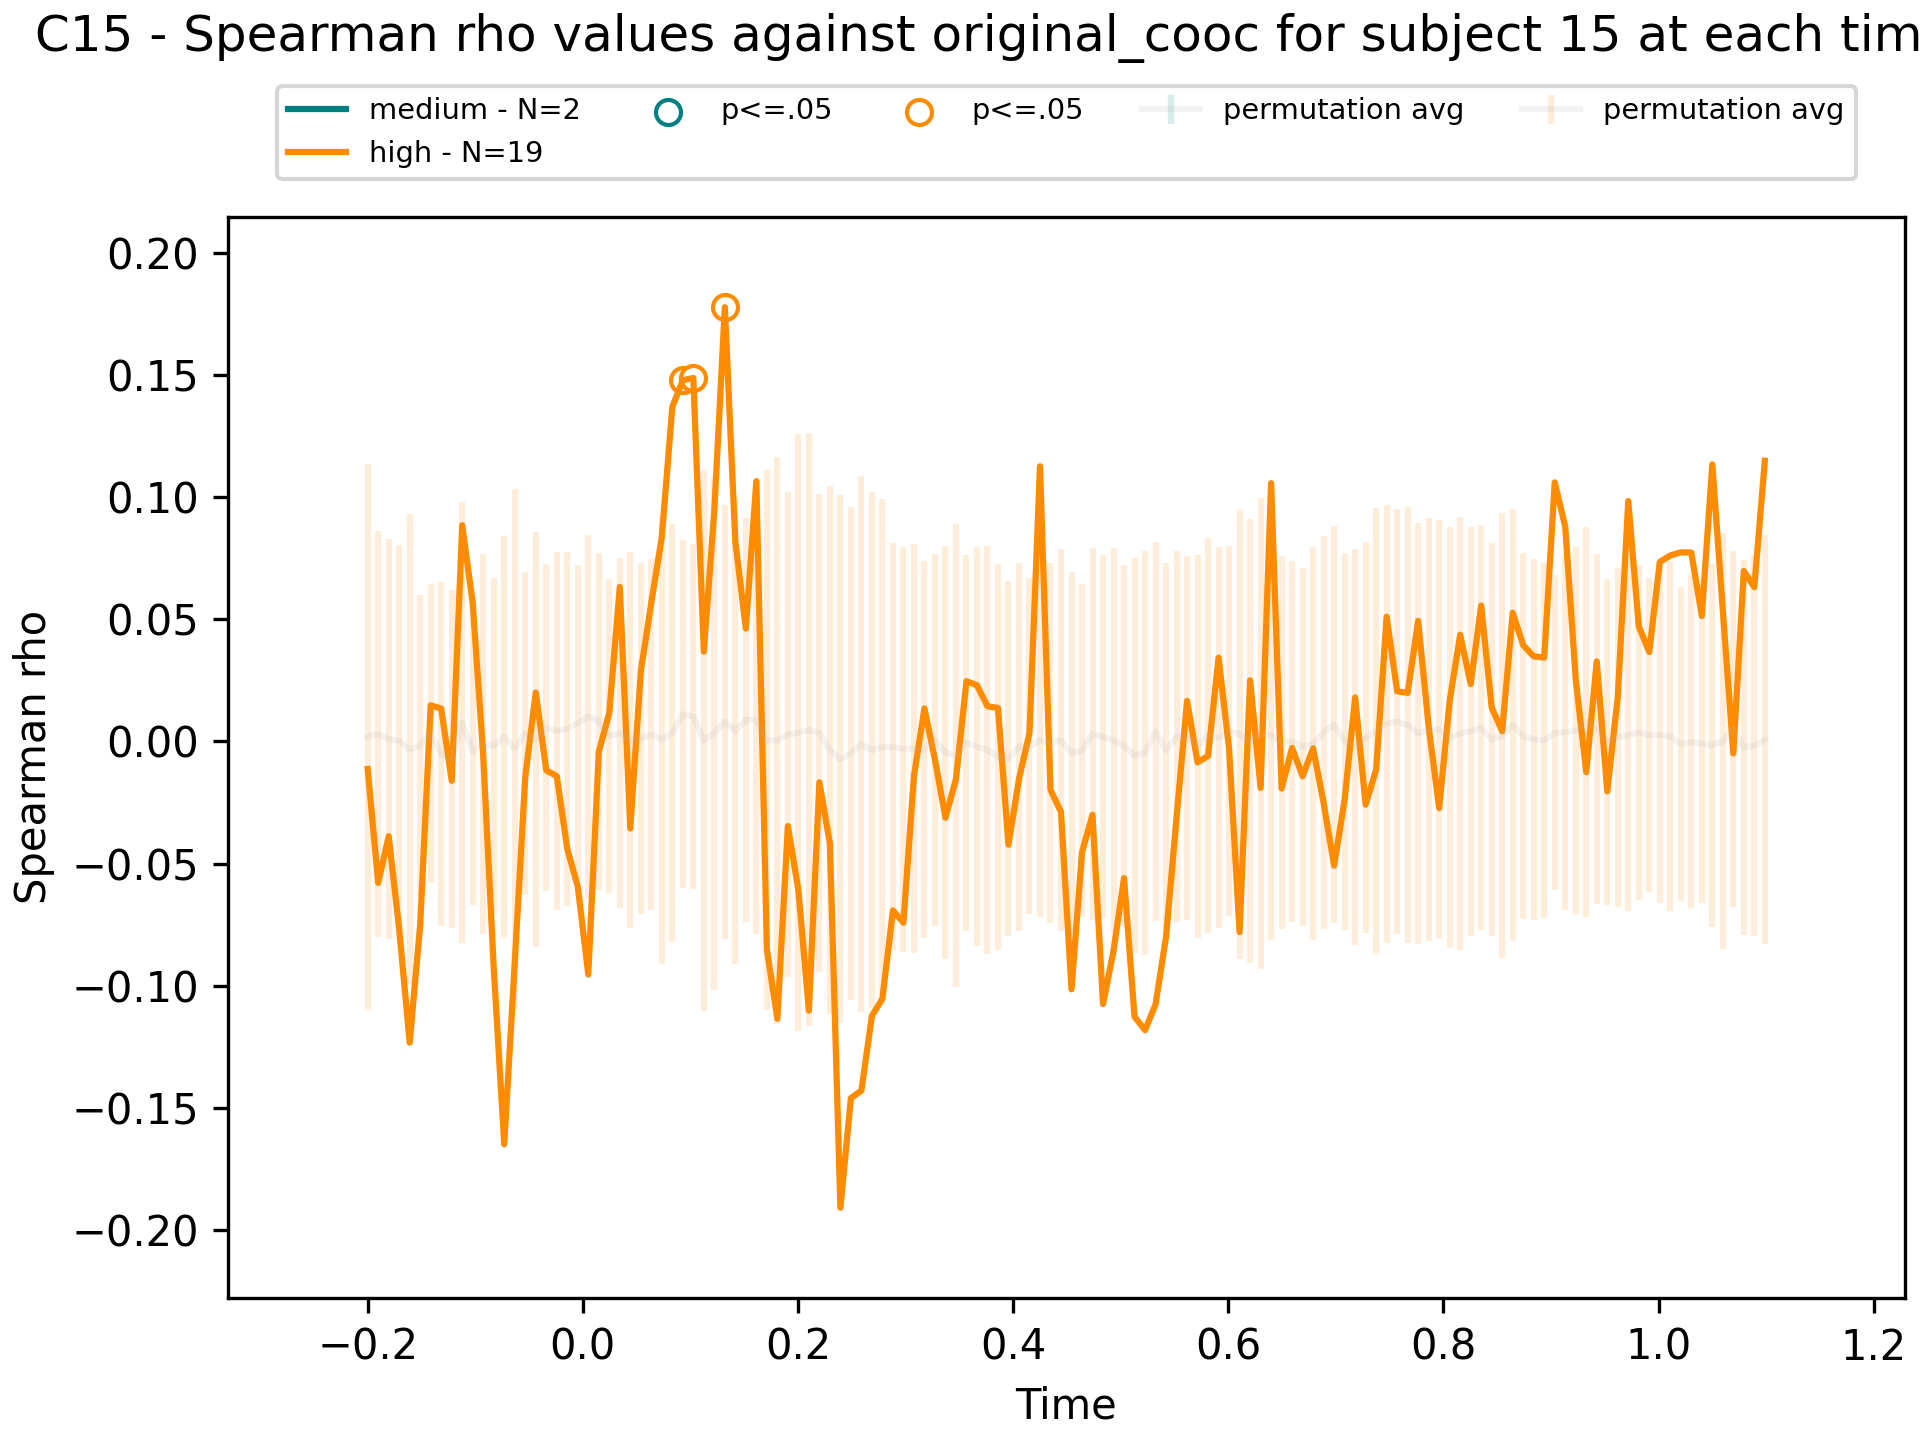 C15 - Spearman rho values against original_cooc for subject 15 at each tim
medium - N=2
high - N=19
p<=.05
p<=.05
permutation avg
permutation avg
Spearman rho
0.20
0.15
0.10
0.05
0.00
−0.05
−0.10
−0.15
−0.20
−0.2
0.0
0.2
0.4
0.6
0.8
1.0
1.2
Time